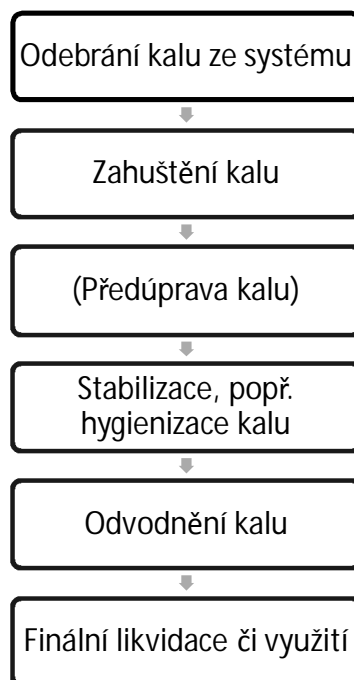 Odebrání kalu ze systému
Zahuštění kalu
(Předúprava kalu)
Stabilizace, popř.
hygienizace kalu
Odvodnění kalu
Finální likvidace či využití